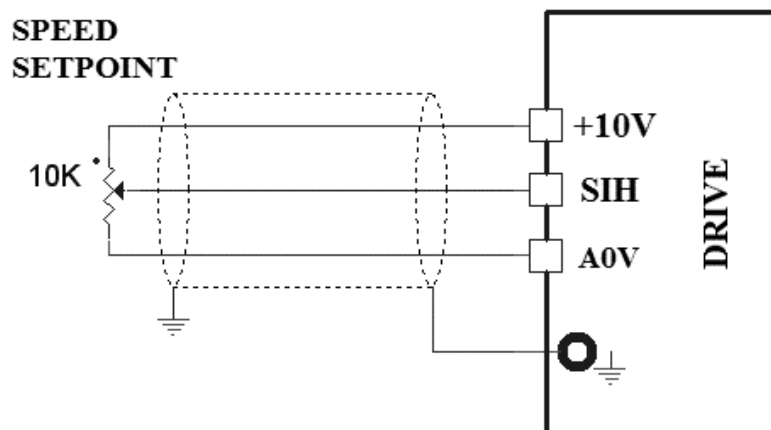 SPEED
SETPOINT
+10V
10K
SIH
A0V
DRIVE